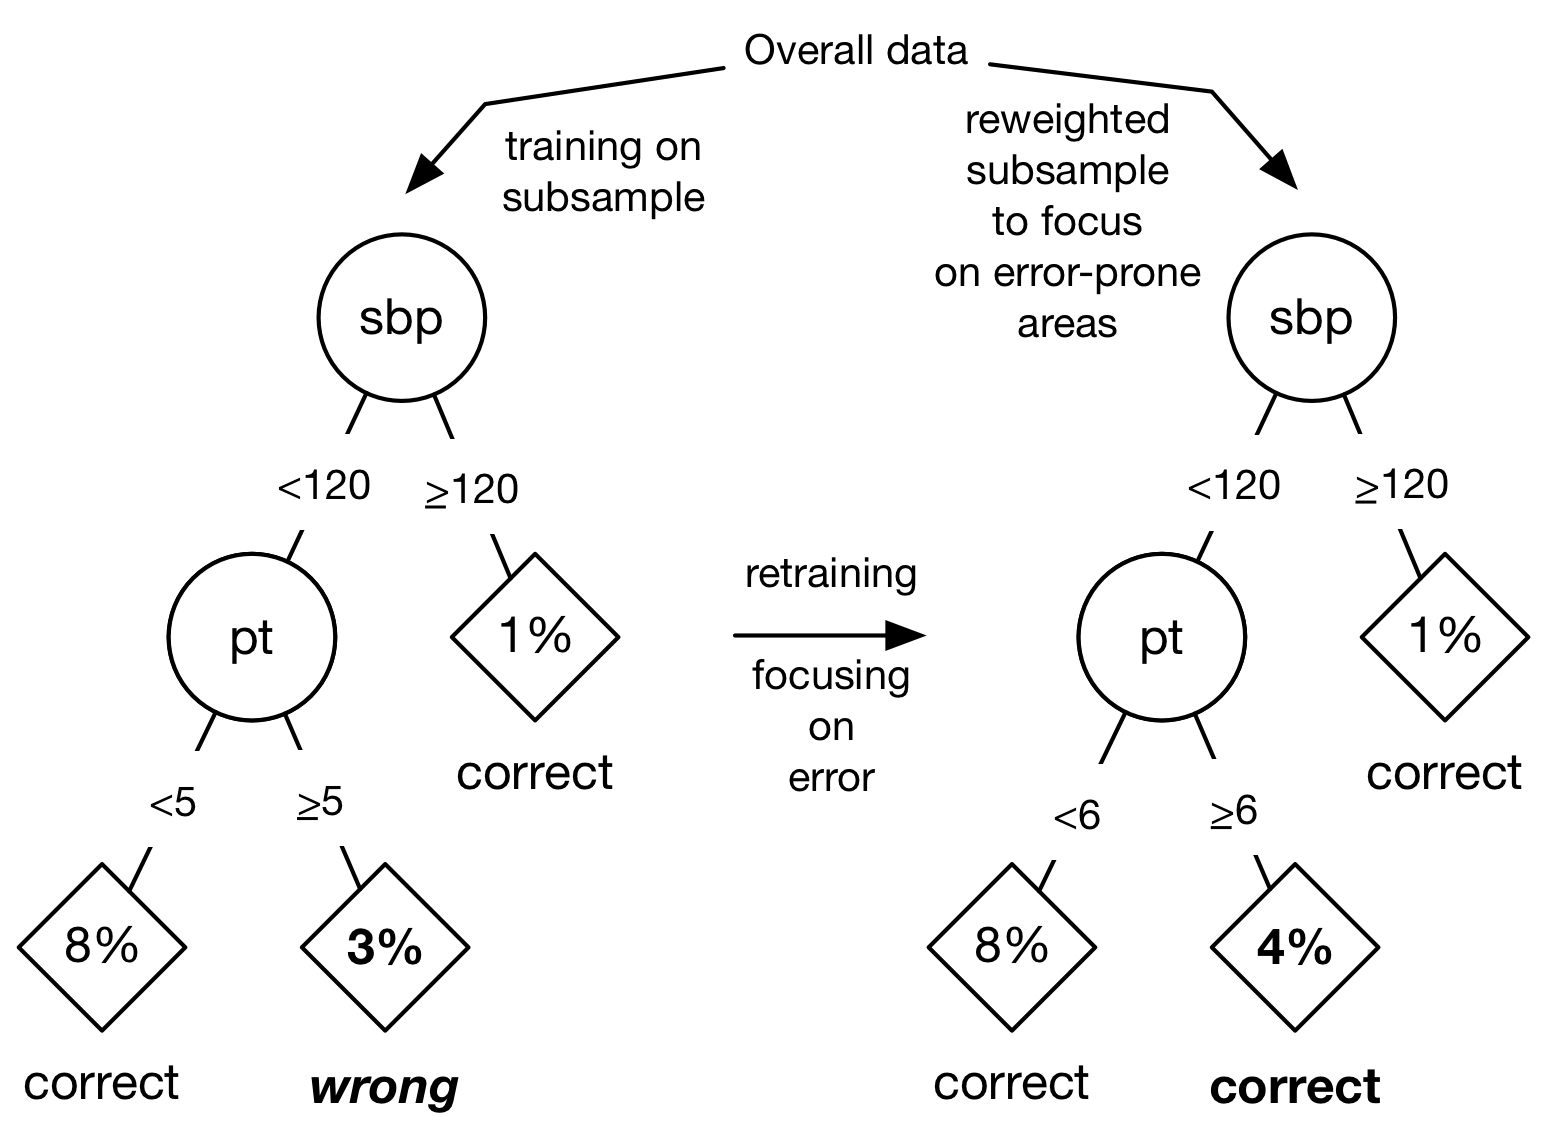 Overall data
training on
subsample
reweighted
subsample
to focus
on error-prone
areas
sbp
<120
≥120
pt
1%
correct
<5
≥5
8%
3%
correct
wrong
retraining
focusing
on
error
sbp
<120
≥120
pt
1%
correct
<6
≥6
8%
4%
correct
correct